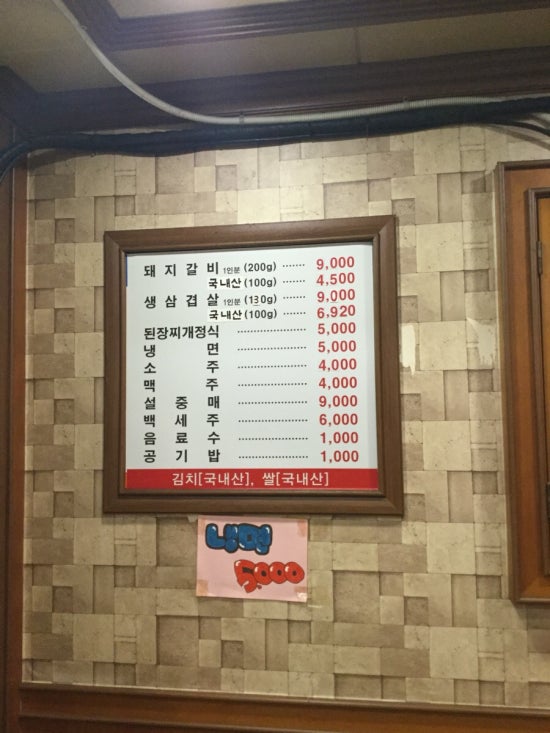 돼지갈비 1인분 (200g) ······· 9,000
국내산 (100g) 4,500
생삼겹살 1인분 (130g) ······· 9,000
국내산 (100g) 6,920
된장찌개정식 ····················· 5,000
냉면 ····················· 5,000
소주 ····················· 4,000
맥주 ····················· 4,000
설중매 ····················· 9,000
백세주 ····················· 6,000
음료수 ····················· 1,000
공기밥 ····················· 1,000
김치[국내산], 쌀[국내산]
냉면
5.000